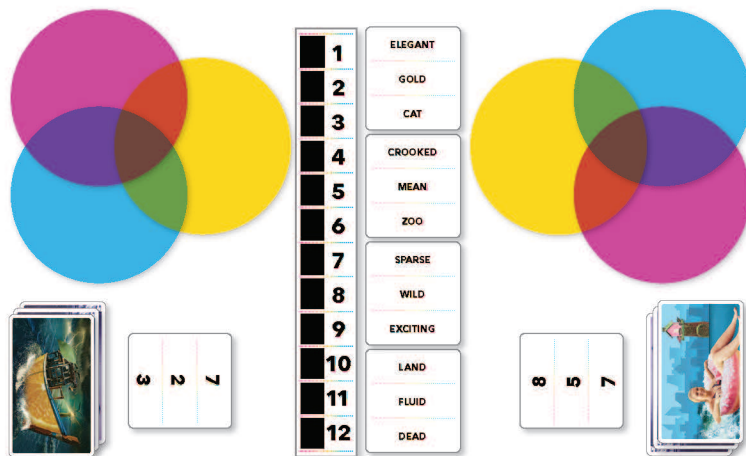 1
ELEGANT
2
GOLD
3
CAT
4
CROOKED
5
MEAN
6
ZOO
7
SPARSE
8
WILD
9
EXCITING
10
LAND
11
FLUID
12
DEAD
3 2 7
8 5 7